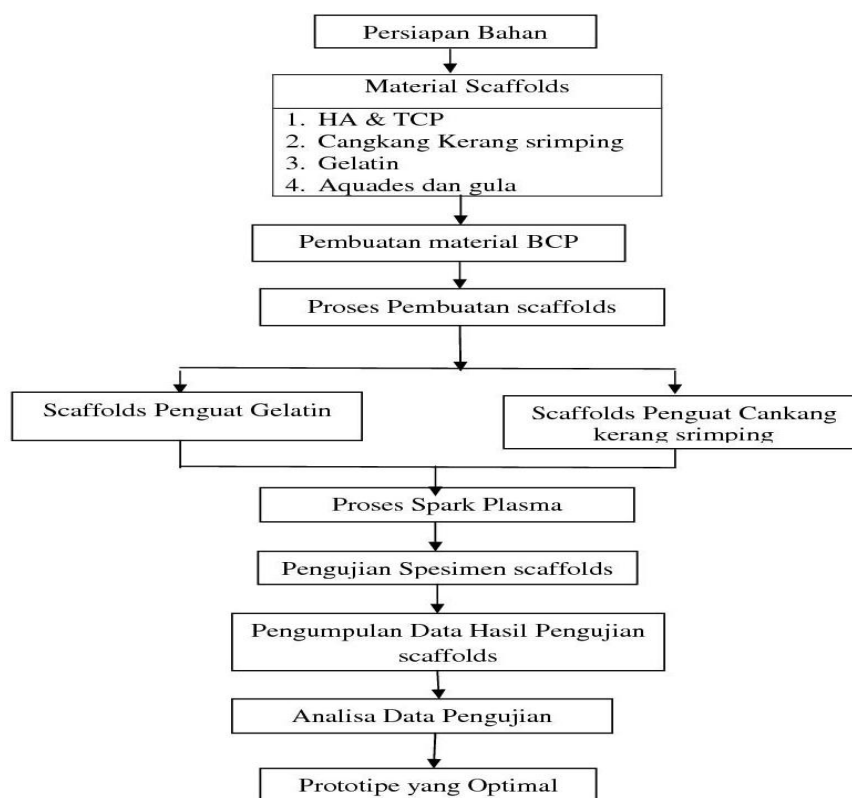 Persiapan Bahan
Material Scaffolds
1. HA & TCP
2. Cangkang Kerang srimping
3. Gelatin
4. Aquades dan gula
Pembuatan material BCP
Proses Pembuatan scaffolds
Scaffolds Penguat Gelatin
Scaffolds Penguat Cankang
kerang srimping
Proses Spark Plasma
Pengujian Spesimen scaffolds
Pengumpulan Data Hasil Pengujian
scaffolds
Analisa Data Pengujian
Prototipe yang Optimal